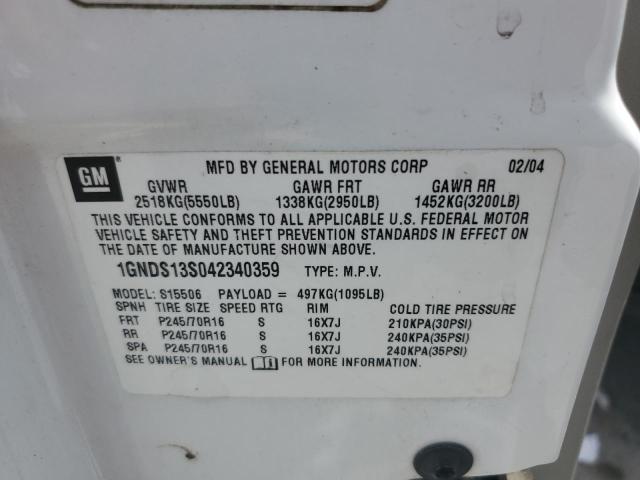 GM ® MFD BY GENERAL MOTORS CORP 02/04
GVWR GAWR FRT GAWR RR
2518KG(5550LB) 1338KG(2950LB) 1452KG(3200LB)
THIS VEHICLE CONFORMS TO ALL APPLICABLE U.S. FEDERAL MOTOR
VEHICLE SAFETY AND THEFT PREVENTION STANDARDS IN EFFECT ON
THE DATE OF MANUFACTURE SHOWN ABOVE.
1GNDS13S042340359 TYPE: M.P.V.
MODEL: S15506 PAYLOAD = 497KG(1095LB)
SPNH TIRE SIZE SPEED RTG RIM COLD TIRE PRESSURE
FRT P245/70R16 S 16X7J 210KPA(30PSI)
RR P245/70R16 S 16X7J 240KPA(35PSI)
SPA P245/70R16 S 16X7J 240KPA(35PSI)
SEE OWNER'S MANUAL FOR MORE INFORMATION.